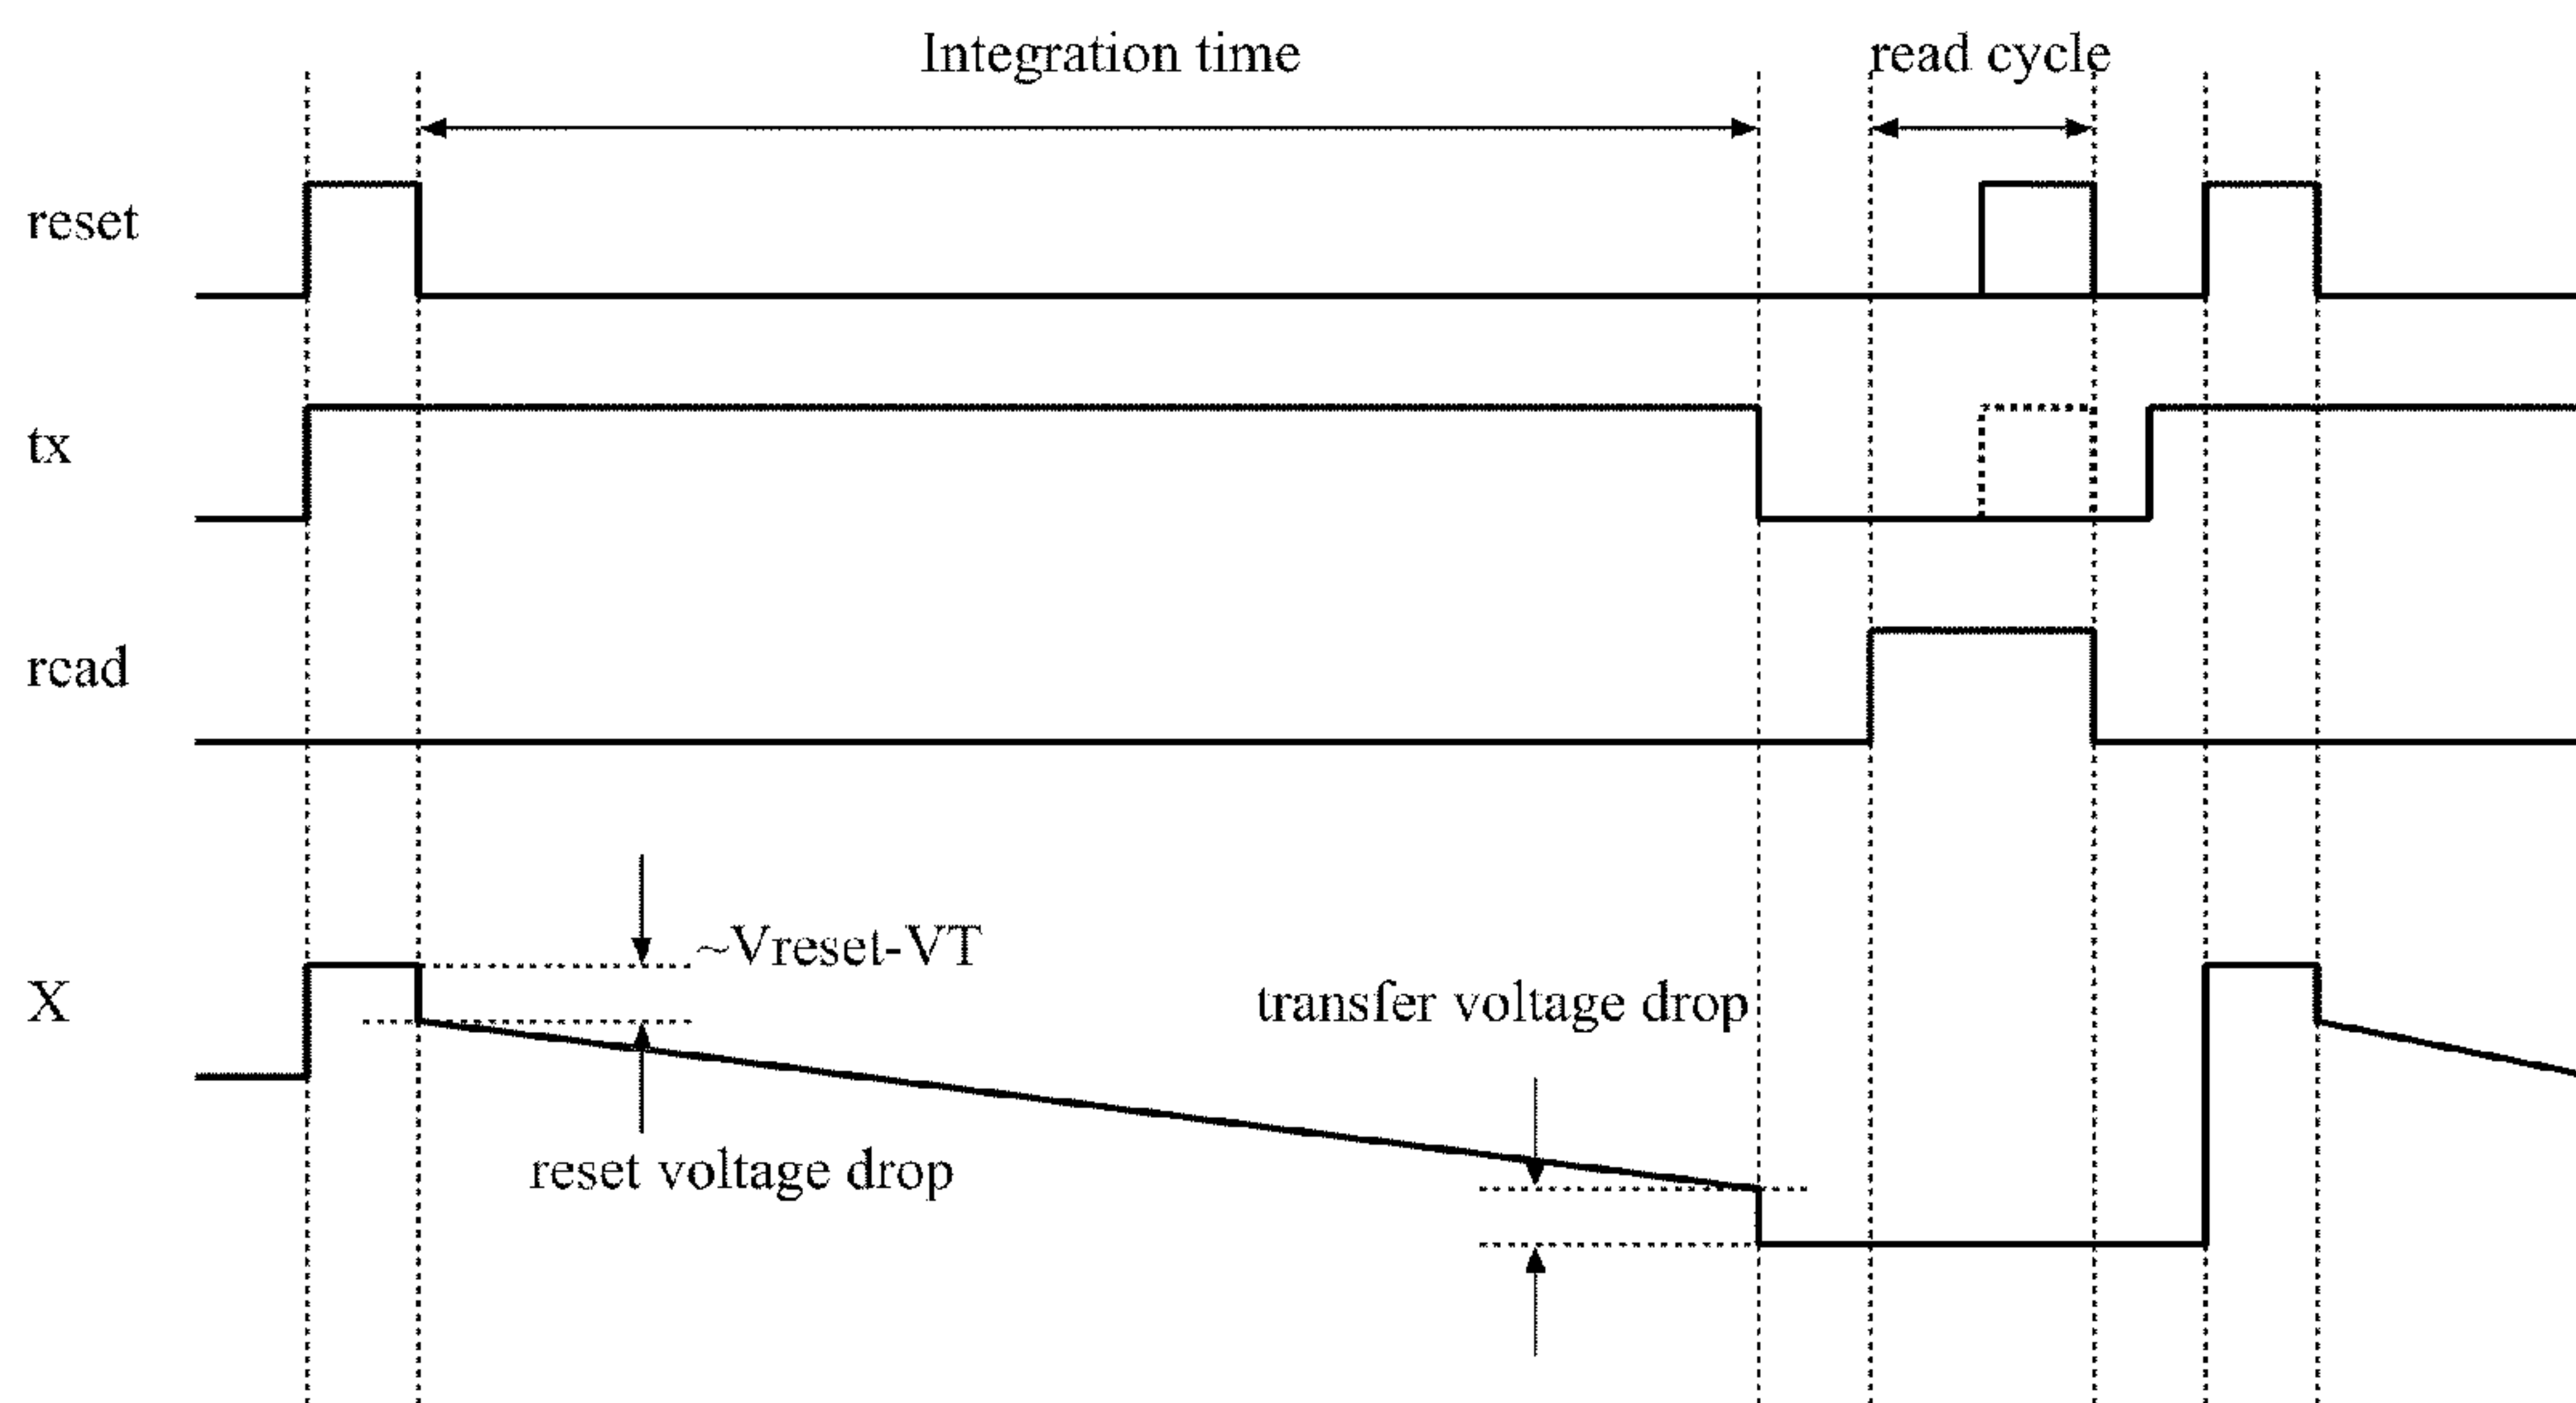 Integration time
read cycle
reset
tx
rcad
~Vreset-VT
X
transfer voltage drop
reset voltage drop